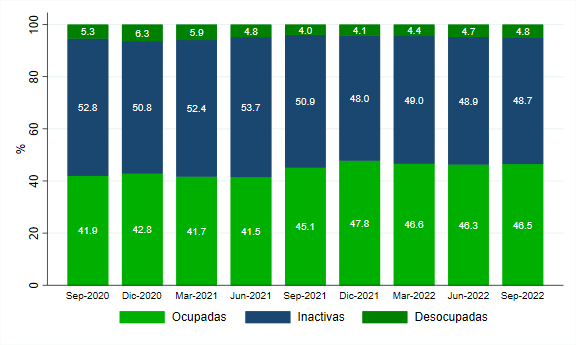 100
80
60
40
20
0
%
5.3 6.3 5.9 4.8 4.0 4.1 4.4 4.7 4.8
52.8 50.8 52.4 53.7 50.9 48.0 49.0 48.9 48.7
41.9 42.8 41.7 41.5 45.1 47.8 46.6 46.3 46.5
Sep-2020 Dic-2020 Mar-2021 Jun-2021 Sep-2021 Dic-2021 Mar-2022 Jun-2022 Sep-2022
Ocupadas Inactivas Desocupadas